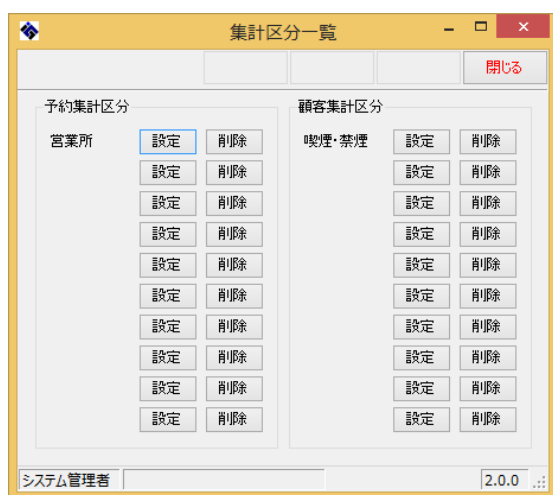 集計区分一覧
閉じる
予約集計区分 顧客集計区分
営業所 設定 削除 喫煙・禁煙 設定 削除
設定 削除 設定 削除
設定 削除 設定 削除
設定 削除 設定 削除
設定 削除 設定 削除
設定 削除 設定 削除
設定 削除 設定 削除
設定 削除 設定 削除
設定 削除 設定 削除
設定 削除 設定 削除
システム管理者 2.0.0